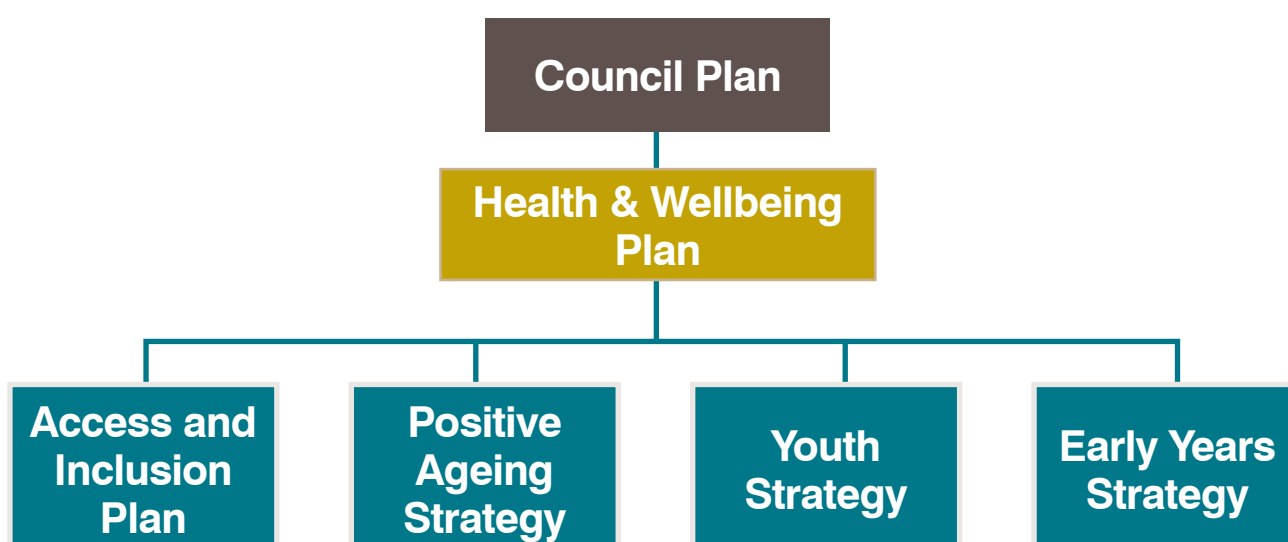 Council Plan
Health & Wellbeing
Plan
Access and
Inclusion
Plan
Positive
Ageing
Strategy
Youth
Strategy
Early Years
Strategy